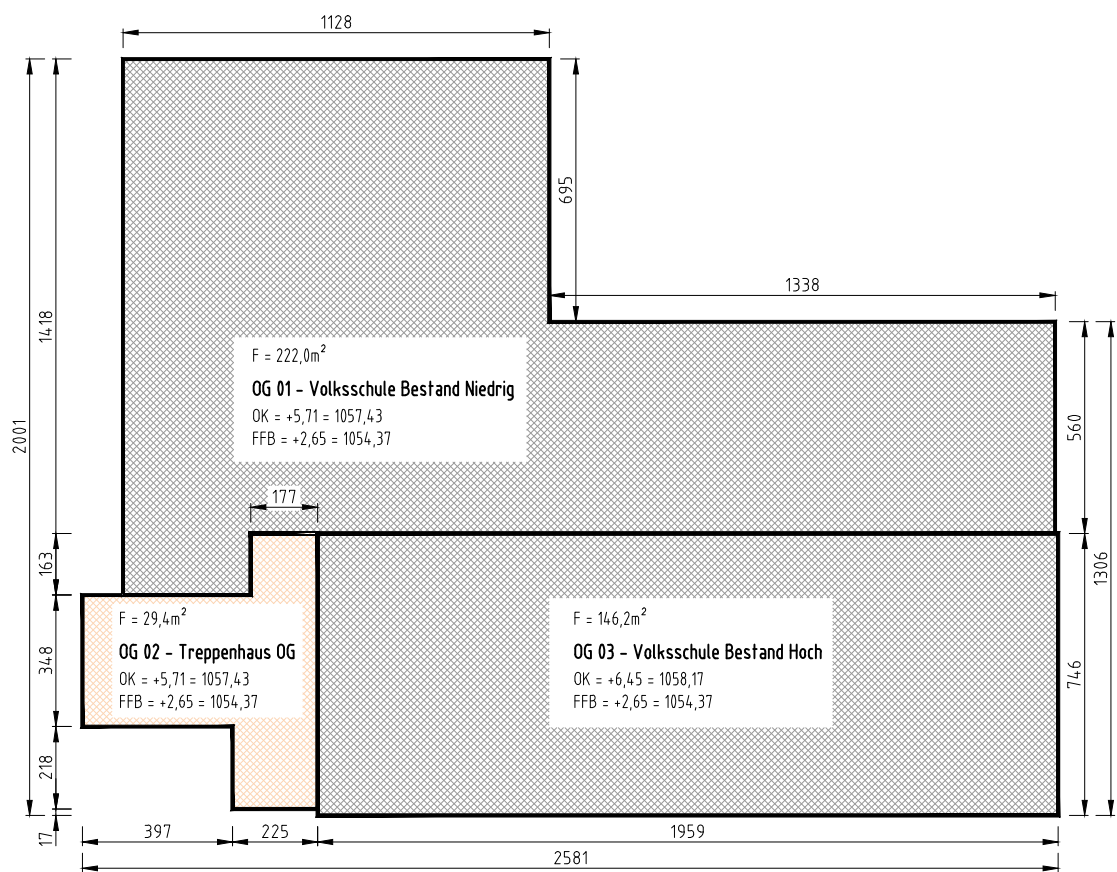 1128
695
1338
1418
2001
F = 222,0m²
OG 01 - Volksschule Bestand Niedrig
OK = +5,71 = 1057,43
FFB = +2,65 = 1054,37
560
177
163
1306
F = 29,4m²
OG 02 - Treppenhaus OG
OK = +5,71 = 1057,43
FFB = +2,65 = 1054,37
348
F = 146,2m²
OG 03 - Volksschule Bestand Hoch
OK = +6,45 = 1058,17
FFB = +2,65 = 1054,37
746
218
17
397
225
1959
2581